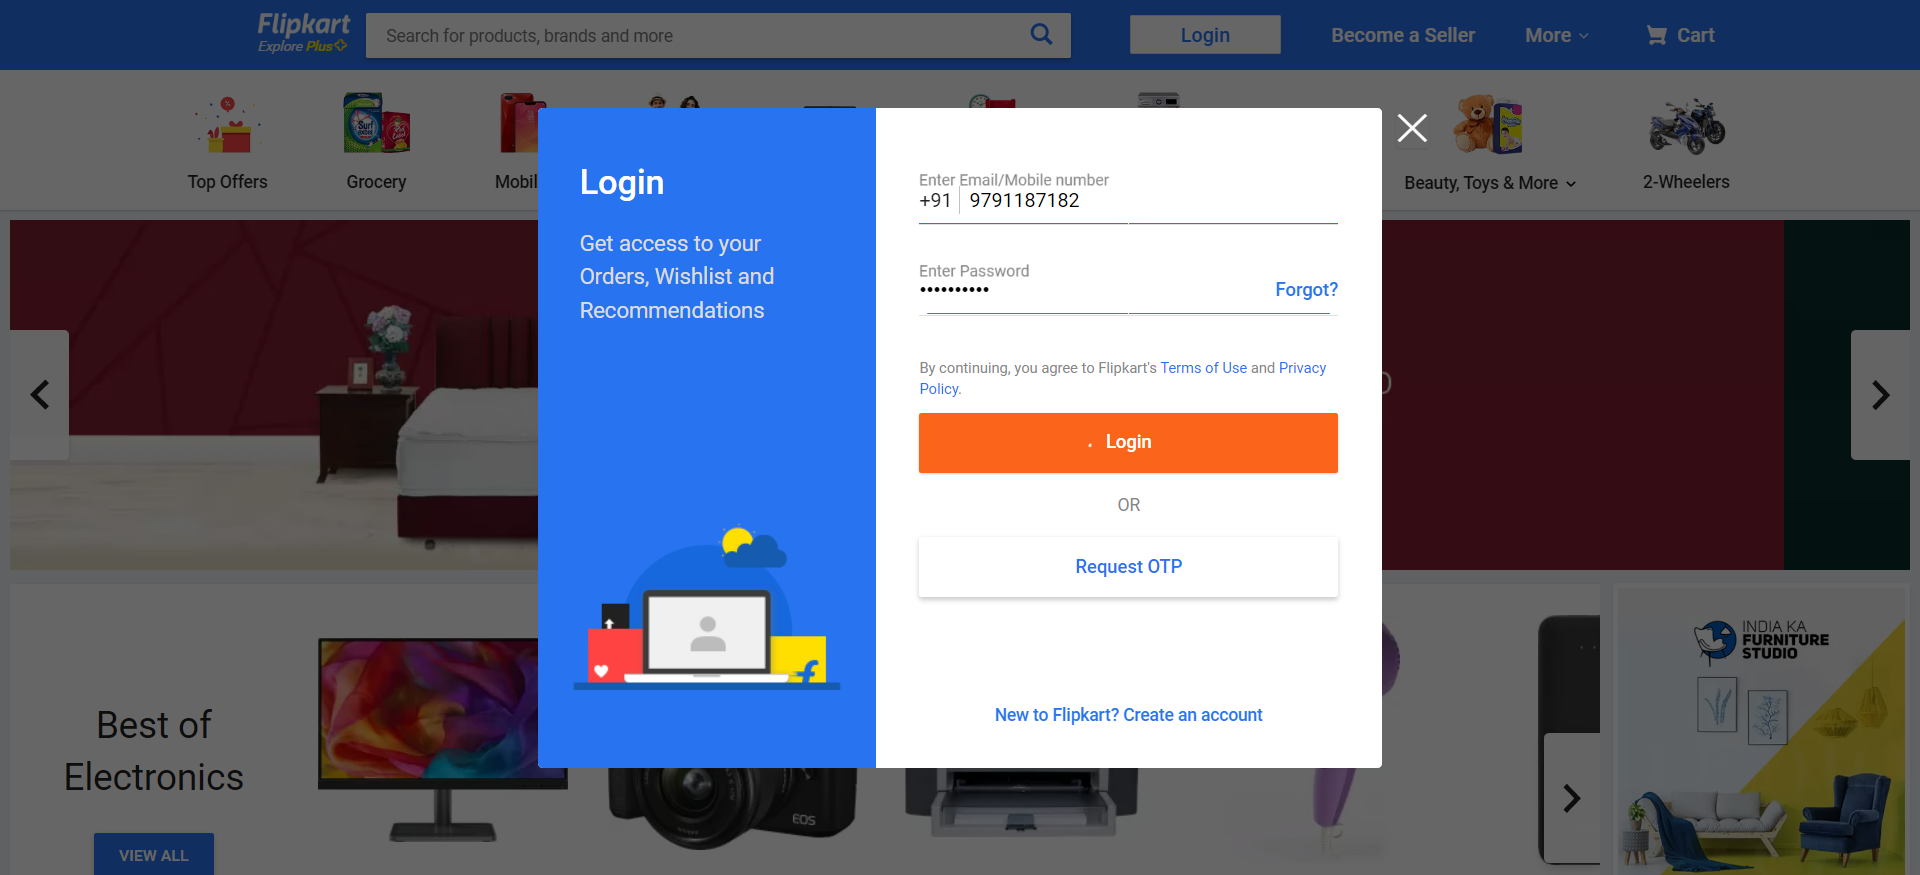 Flipkart
Explore Plus
Search for products, brands and more
Login
Become a Seller
More
Cart
Top Offers
Grocery
Mobil
Beauty, Toys & More
2-Wheelers
Login
Get access to your
Orders, Wishlist and
Recommendations
Enter Email/Mobile number
+91 9791187182
Enter Password
••••••••••
Forgot?
By continuing, you agree to Flipkart's Terms of Use and Privacy
Policy.
Login
OR
Request OTP
New to Flipkart? Create an account
Best of
Electronics
VIEW ALL
EOS
INDIA KA
FURNITURE
STUDIO